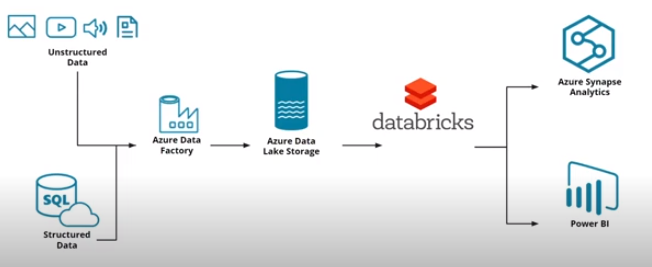 Unstructured
Data
SQL
Structured
Data
Azure Data
Factory
Azure Data
Lake Storage
databricks
Azure Synapse
Analytics
Power BI